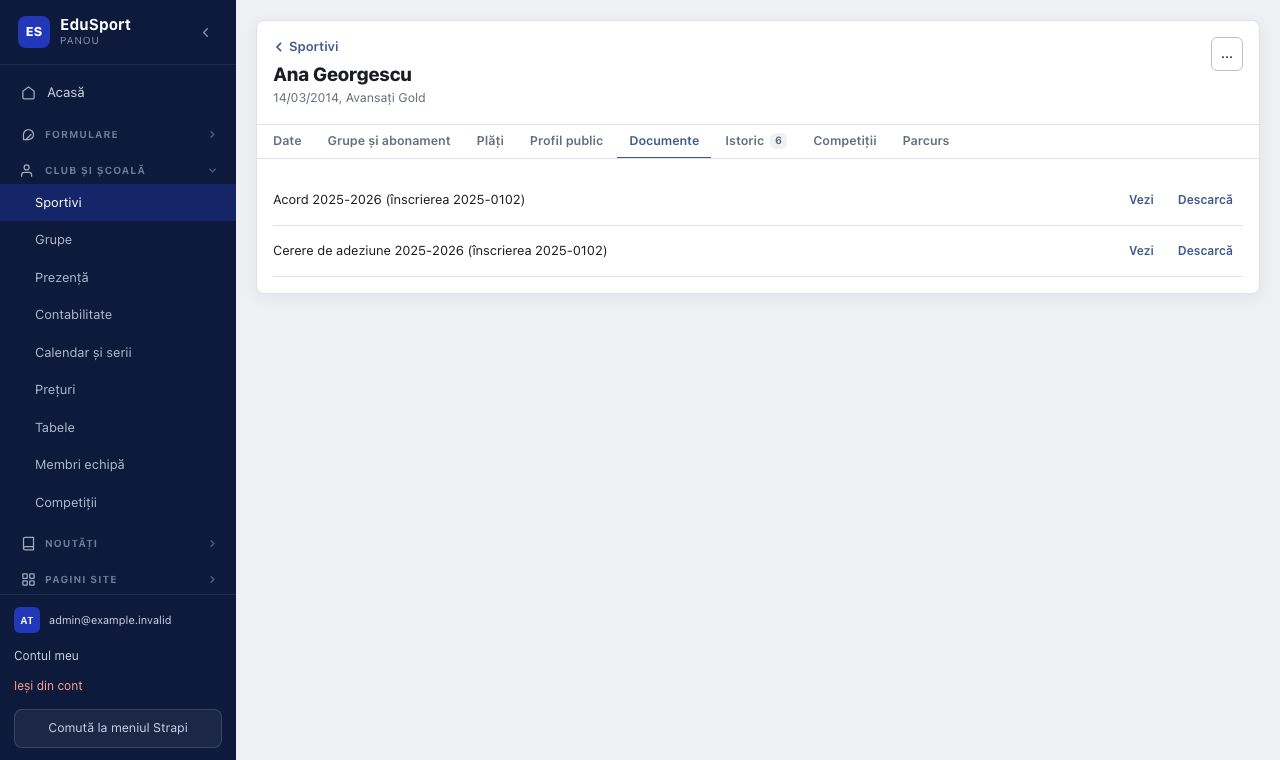 ES
EduSport
PANOU
Acasă
FORMULARE
CLUB ȘI ȘCOALĂ
Sportivi
Grupe
Prezență
Contabilitate
Calendar și serii
Prețuri
Tabele
Membri echipă
Competiții
NOUTĂȚI
PAGINI SITE
AT
admin@example.invalid
Contul meu
Ieși din cont
Comută la meniul Strapi
Sportivi
...
Ana Georgescu
14/03/2014, Avansați Gold
Date Grupe și abonament Plăți Profil public Documente Istoric 6 Competiții Parcurs
Acord 2025-2026 (înscrierea 2025-0102) Vezi Descarcă
Cerere de adeziune 2025-2026 (înscrierea 2025-0102) Vezi Descarcă